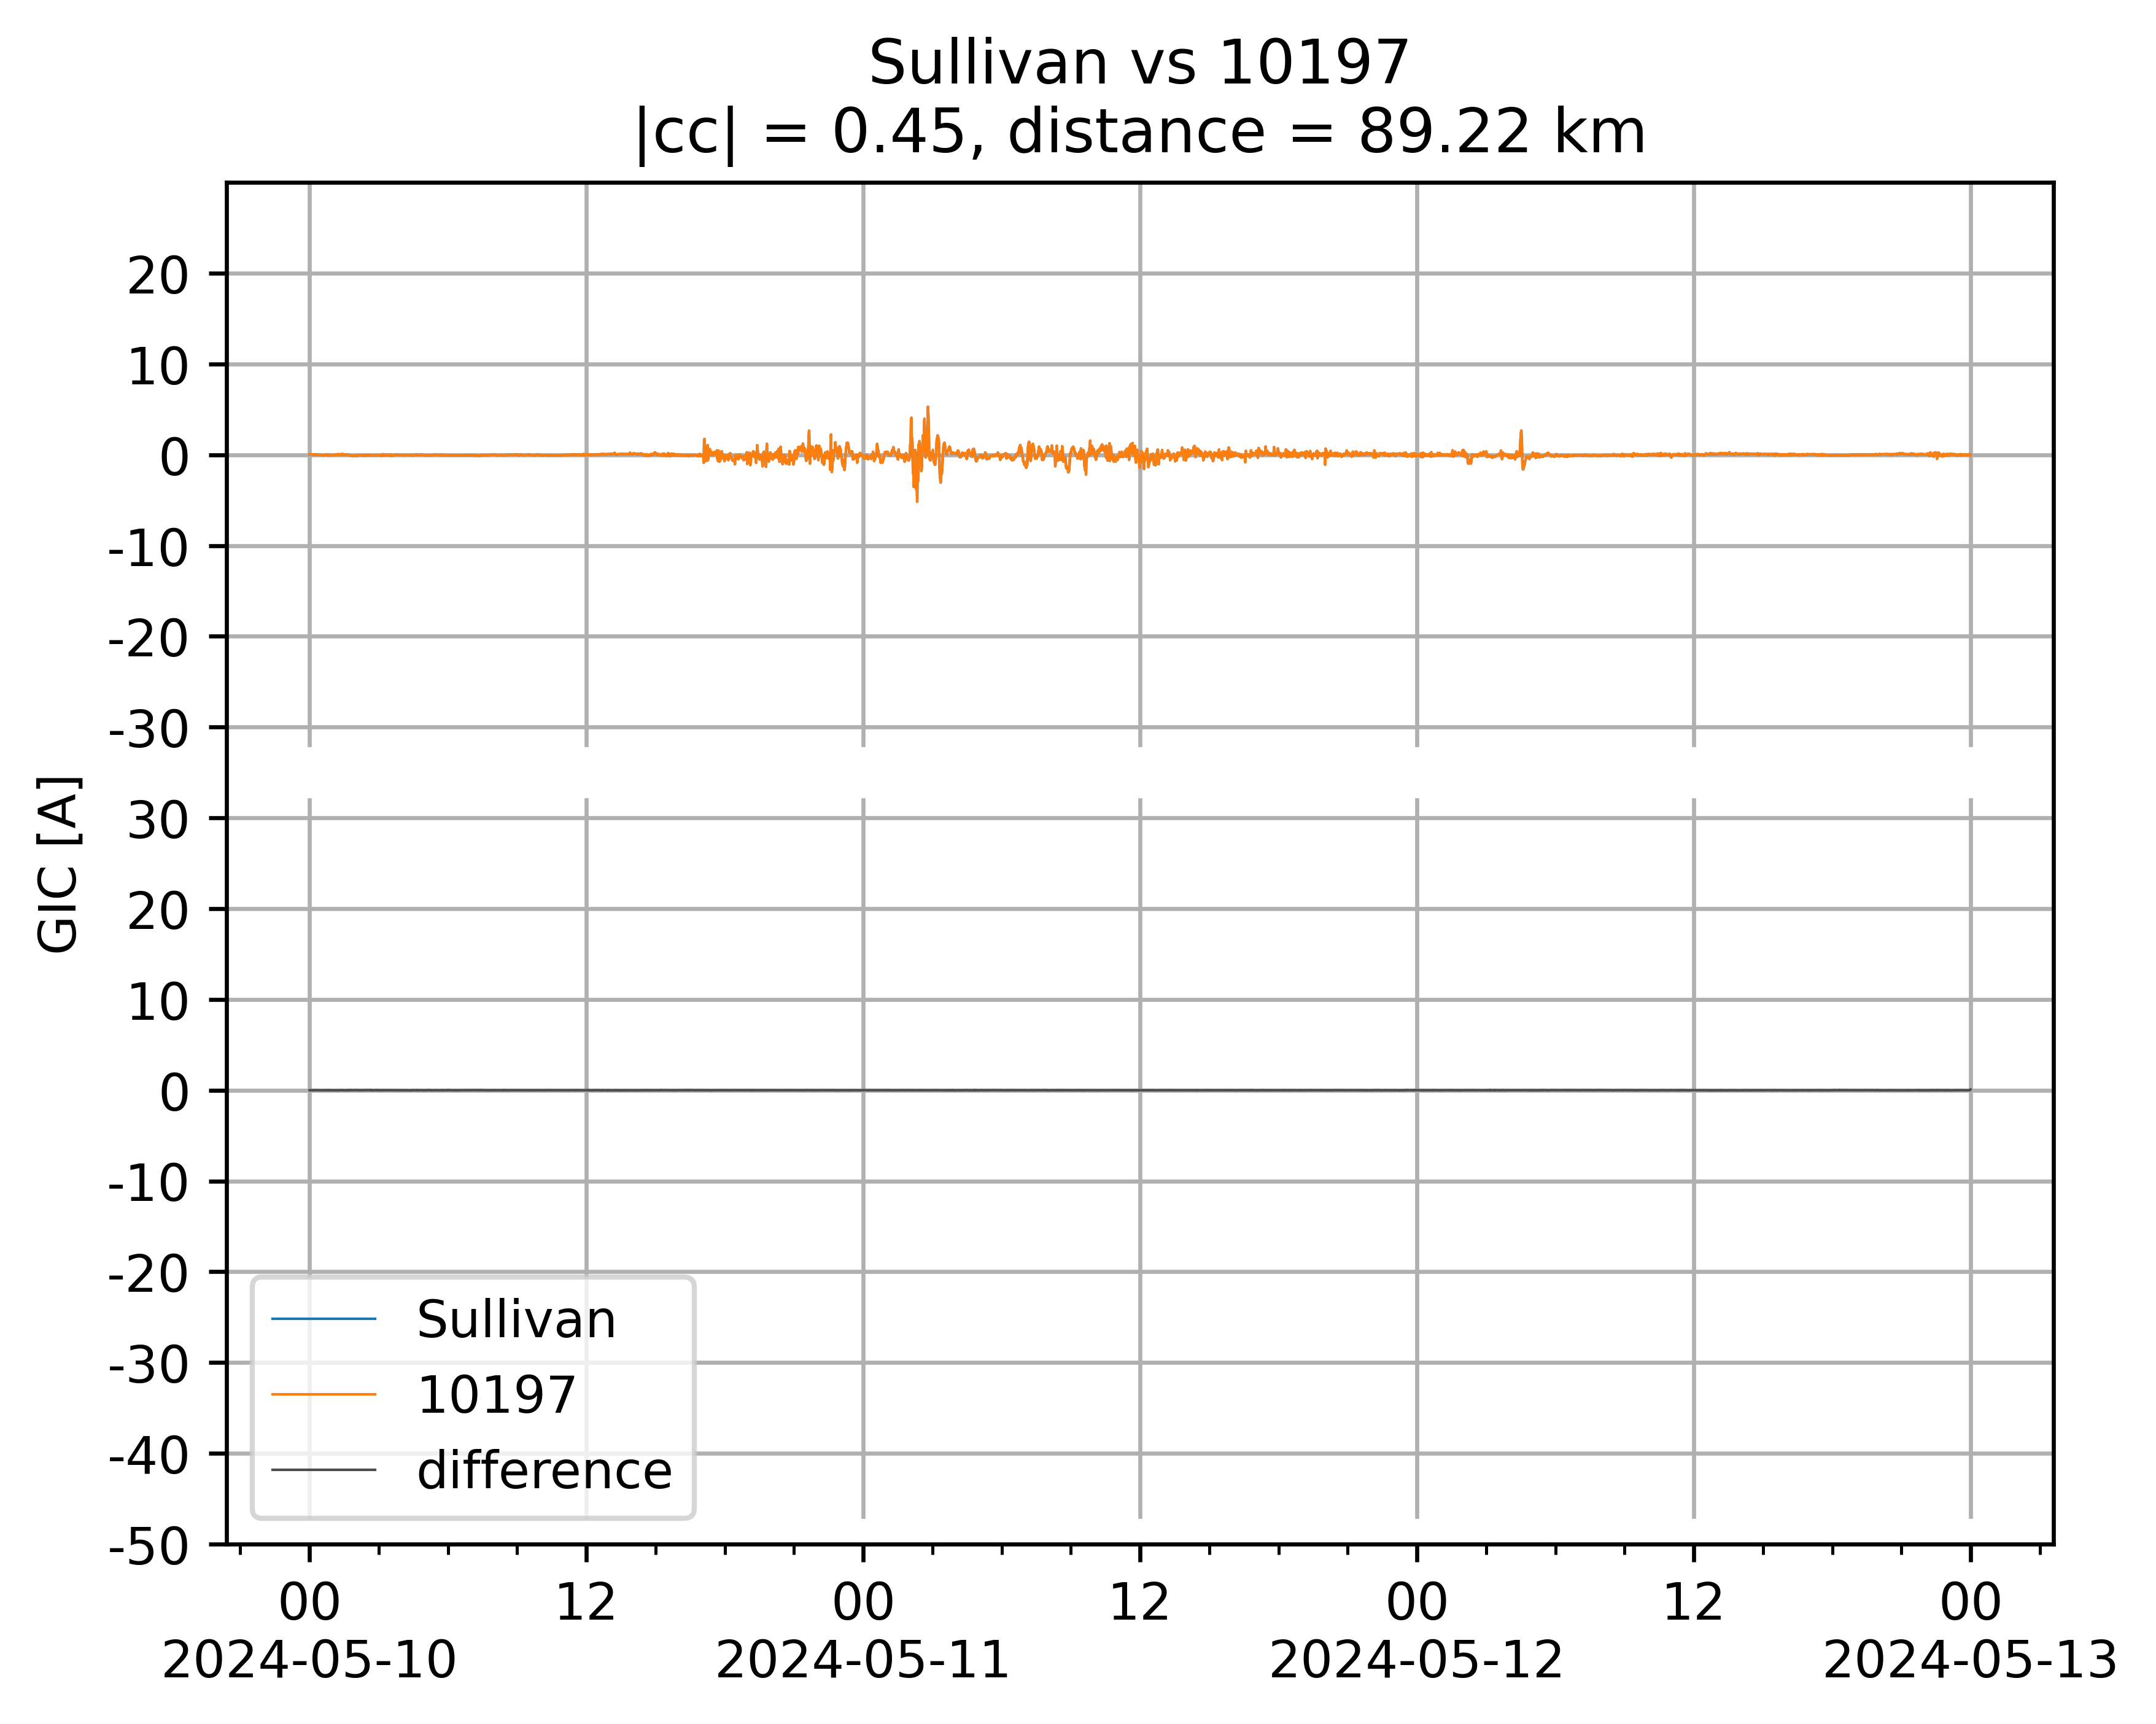 Sullivan vs 10197
|cc| = 0.45, distance = 89.22 km
GIC [A]
20
10
0
-10
-20
-30
30
20
10
0
-10
-20
-30
-40
-50
Sullivan
10197
difference
00 12 00 12 00 12 00
2024-05-10 2024-05-11 2024-05-12 2024-05-13